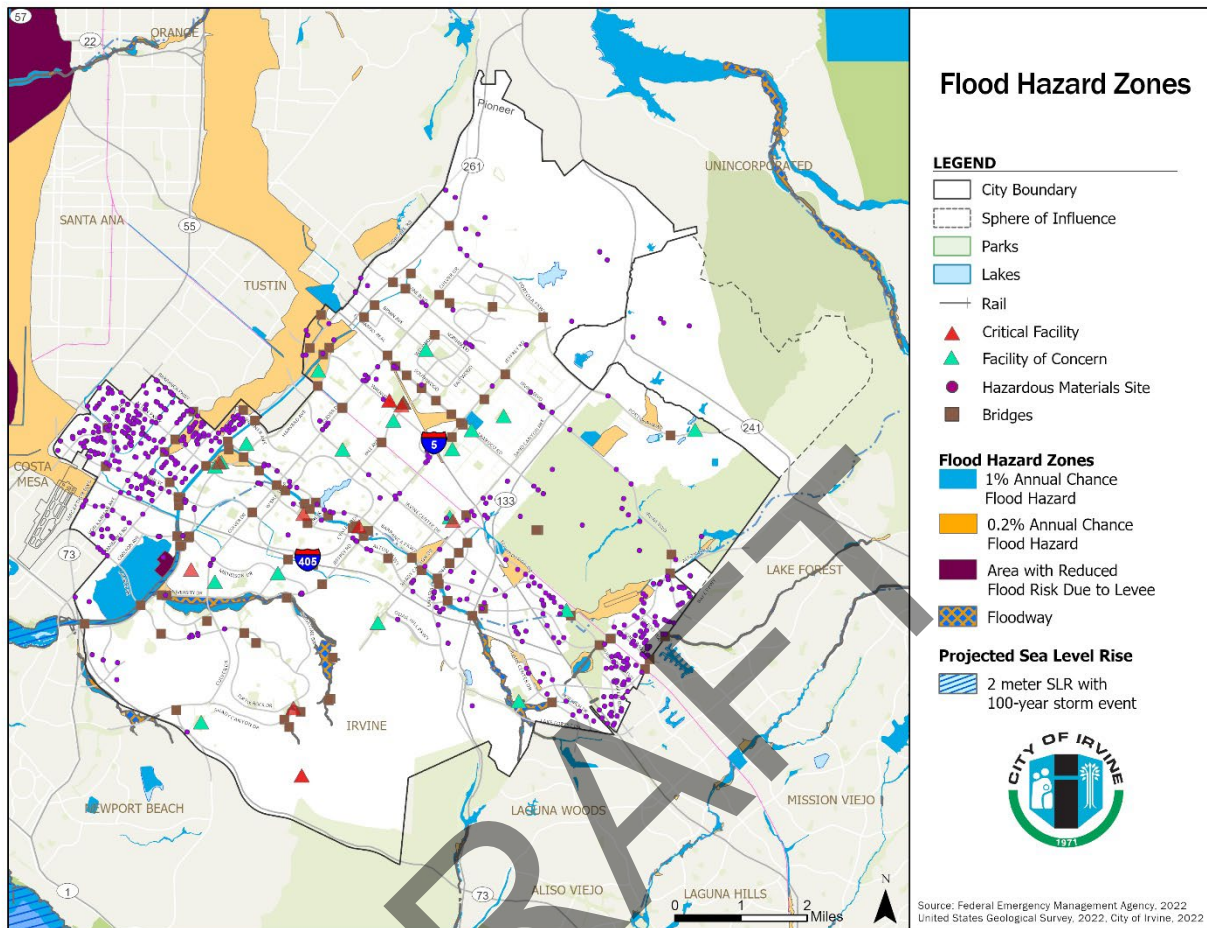 57
ORANGE
22
Pioneer
261
UNINCORPORATED
SANTA ANA
55
TUSTIN
5
241
COSTA
MESA
133
73
405
LAKE FOREST
IRVINE
NEWPORT BEACH
LAGUNA WOODS
MISSION VIEJO
1
73
ALISO VIEJO
LAGUNA HILLS
0 1 2
Miles
N
DRAFT
Flood Hazard Zones
LEGEND
City Boundary
Sphere of Influence
Parks
Lakes
Rail
Critical Facility
Facility of Concern
Hazardous Materials Site
Bridges
Flood Hazard Zones
1% Annual Chance
Flood Hazard
0.2% Annual Chance
Flood Hazard
Area with Reduced
Flood Risk Due to Levee
Floodway
Projected Sea Level Rise
2 meter SLR with
100-year storm event
CITY OF IRVINE
1971
Source: Federal Emergency Management Agency, 2022
United States Geological Survey, 2022, City of Irvine, 2022